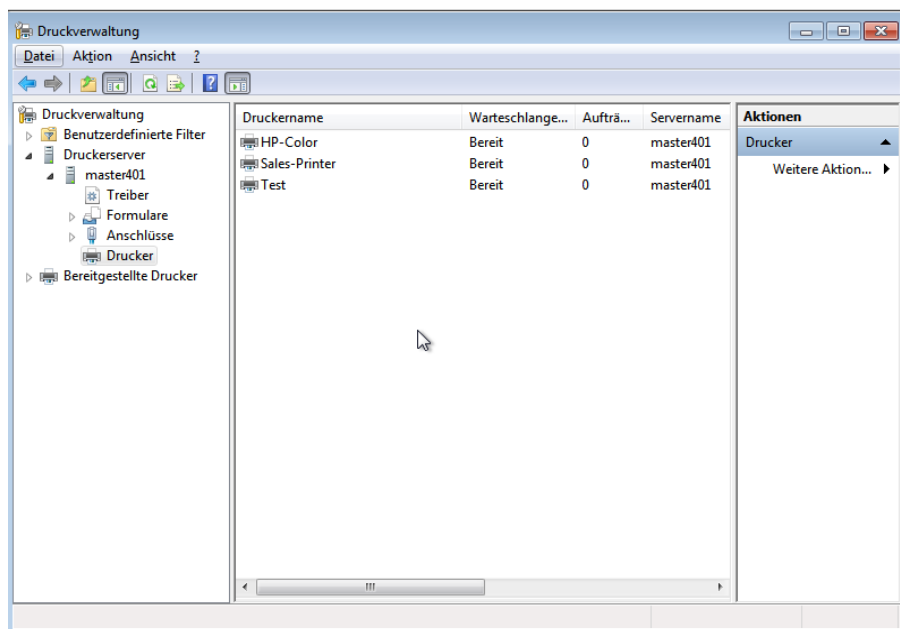 Druckverwaltung
Datei Aktion Ansicht ?
Druckverwaltung
Benutzerdefinierte Filter
Druckerserver
master401
Treiber
Formulare
Anschlüsse
Drucker
Bereitgestellte Drucker
Druckername Warteschlange... Aufträ... Servername
HP-Color Bereit 0 master401
Sales-Printer Bereit 0 master401
Test Bereit 0 master401
Aktionen
Drucker
Weitere Aktion...